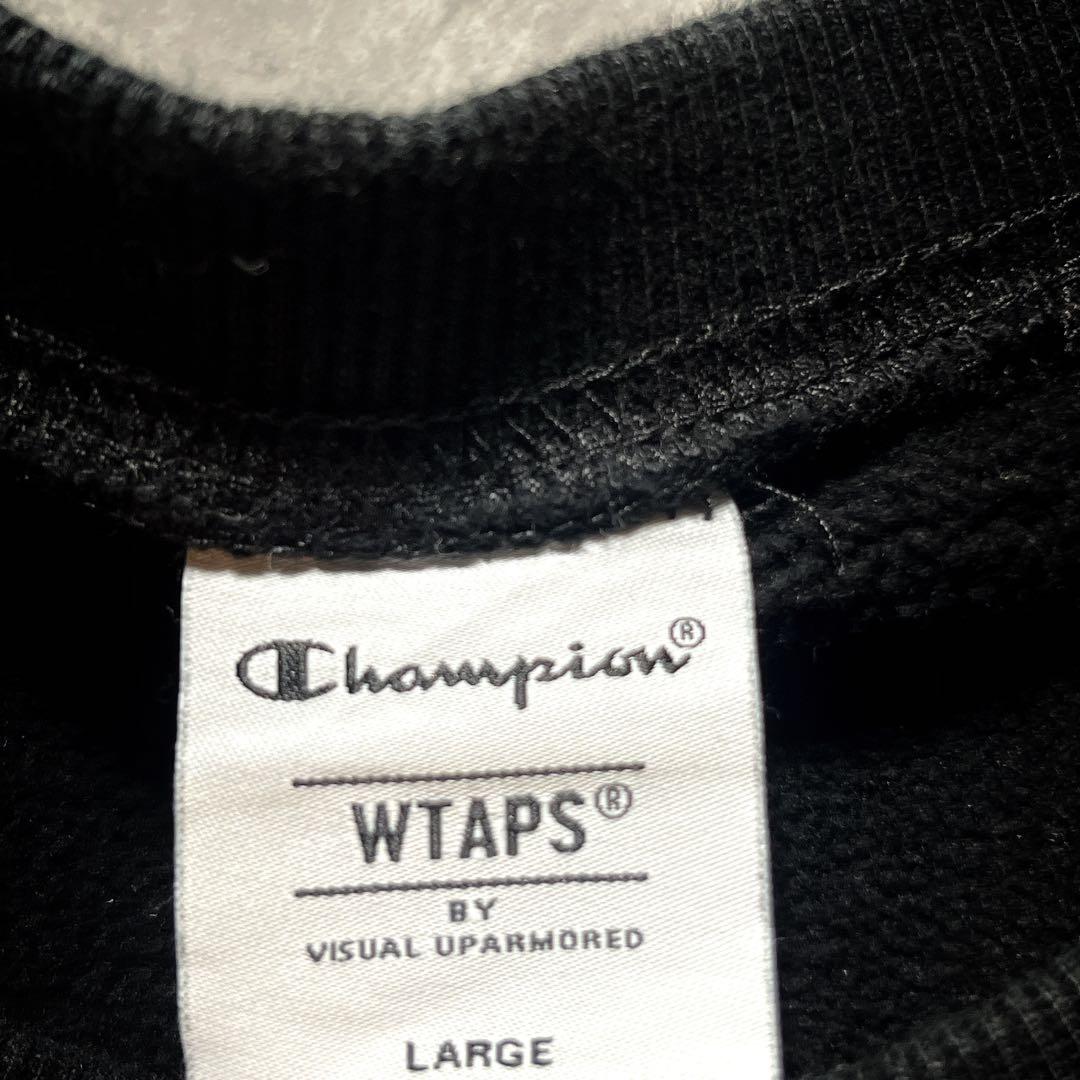 Champion®
WTAPS®
BY
VISUAL UPARMORED
LARGE